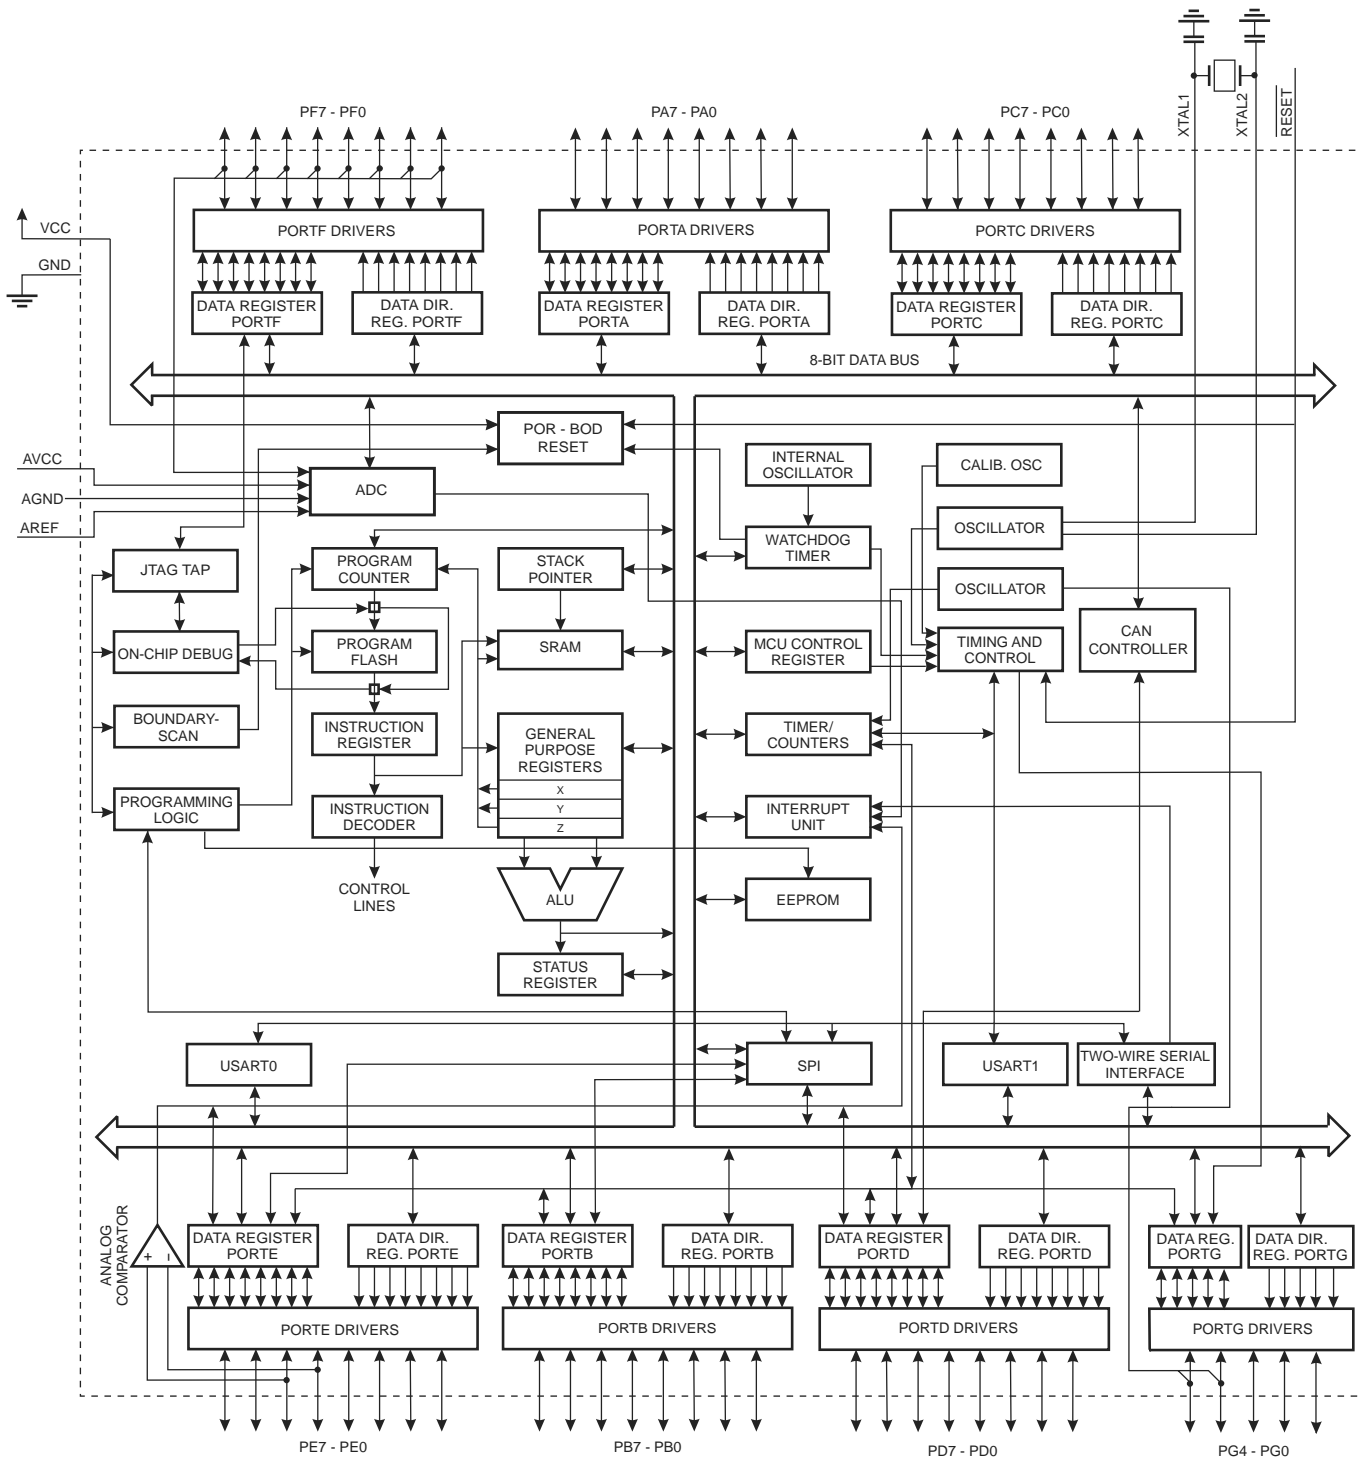 XTAL1
XTAL2
RESET
PF7 - PF0
PA7 - PA0
PC7 - PC0
VCC
GND
PORTF DRIVERS
PORTA DRIVERS
PORTC DRIVERS
DATA REGISTER
PORTF
DATA DIR.
REG. PORTF
DATA REGISTER
PORTA
DATA DIR.
REG. PORTA
DATA REGISTER
PORTC
DATA DIR.
REG. PORTC
8-BIT DATA BUS
POR - BOD
RESET
INTERNAL
OSCILLATOR
CALIB. OSC
AVCC
AGND
AREF
ADC
OSCILLATOR
WATCHDOG
TIMER
JTAG TAP
PROGRAM
COUNTER
STACK
POINTER
OSCILLATOR
ON-CHIP DEBUG
PROGRAM
FLASH
SRAM
MCU CONTROL
REGISTER
TIMING AND
CONTROL
CAN
CONTROLLER
BOUNDARY-
SCAN
INSTRUCTION
REGISTER
GENERAL
PURPOSE
REGISTERS
X
Y
Z
TIMER/
COUNTERS
PROGRAMMING
LOGIC
INSTRUCTION
DECODER
INTERRUPT
UNIT
CONTROL
LINES
ALU
EEPROM
STATUS
REGISTER
USART0
SPI
USART1
TWO-WIRE SERIAL
INTERFACE
ANALOG
COMPARATOR
+
–
DATA REGISTER
PORTE
DATA DIR.
REG. PORTE
DATA REGISTER
PORTB
DATA DIR.
REG. PORTB
DATA REGISTER
PORTD
DATA DIR.
REG. PORTD
DATA REG.
PORTG
DATA DIR.
REG. PORTG
PORTE DRIVERS
PORTB DRIVERS
PORTD DRIVERS
PORTG DRIVERS
PE7 - PE0
PB7 - PB0
PD7 - PD0
PG4 - PG0